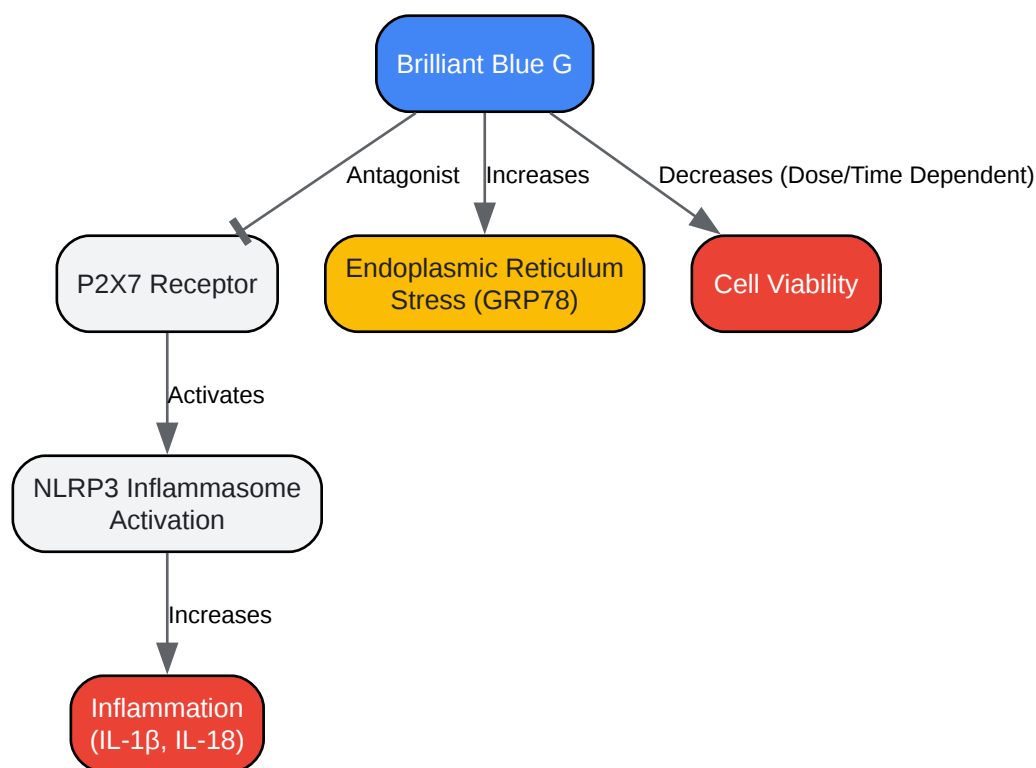 Brilliant Blue G
Antagonist
Increases
Decreases (Dose/Time Dependent)
P2X7 Receptor
Endoplasmic Reticulum
Stress (GRP78)
Cell Viability
Activates
NLRP3 Inflammasome
Activation
Increases
Inflammation
(IL-1β, IL-18)